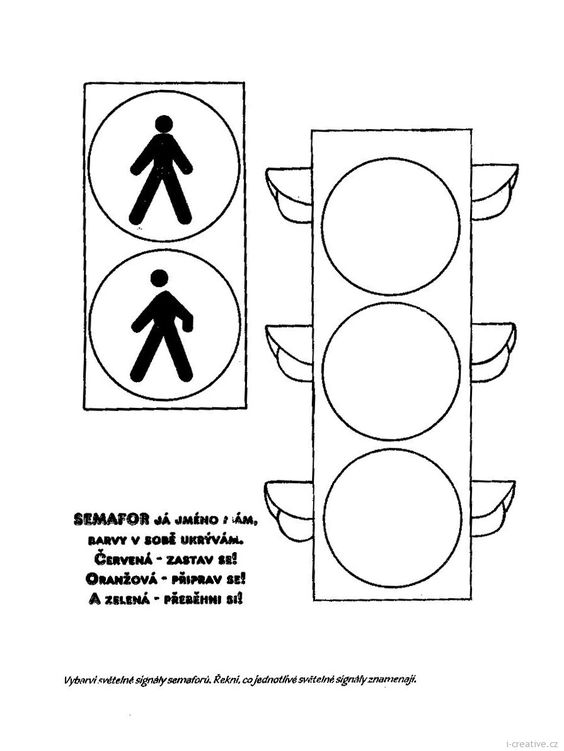 SEMAFOR JÁ JMÉNO MÁM,
BARVY V SOBĚ UKRÝVÁM.
ČERVENÁ - ZASTAV SE!
ORANŽOVÁ - PŘIPRAV SE!
A ZELENÁ - PŘEBĚHNI SI!
Vybarvi světelné signály semaforů. Řekni, co jednotlivé světelné signály znamenají.
i-creative.cz